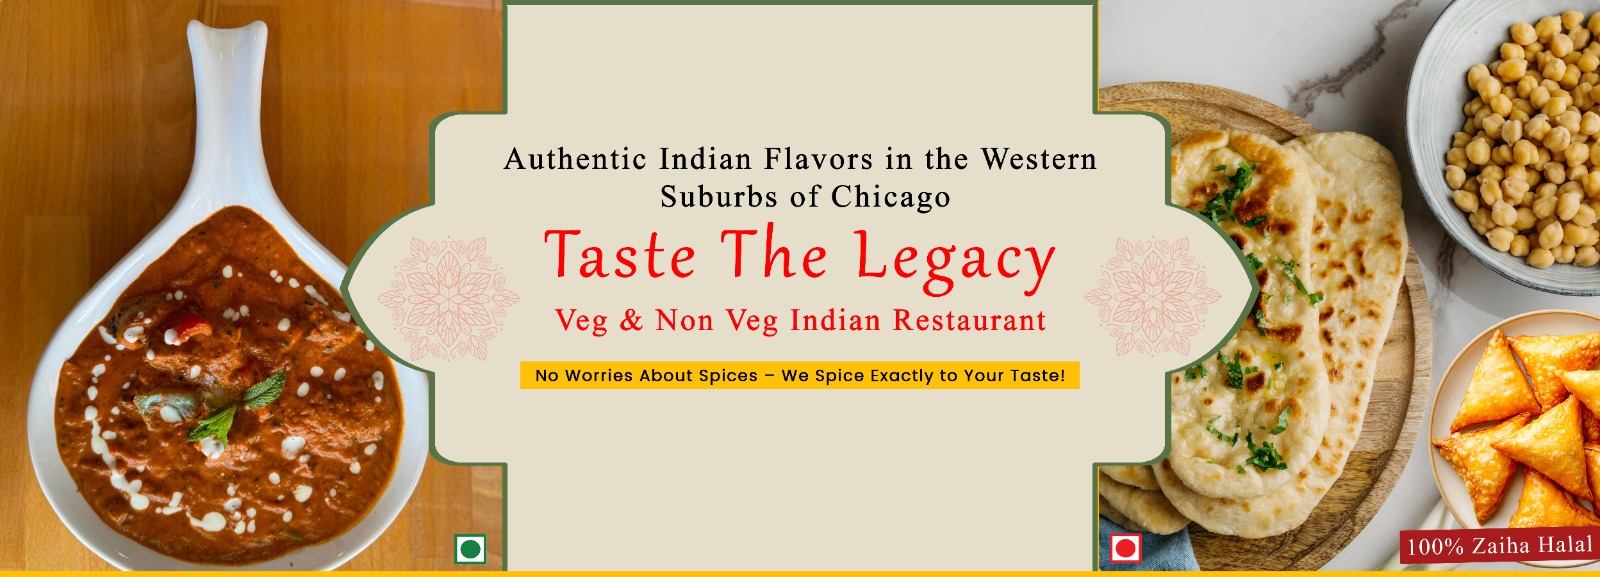 Authentic Indian Flavors in the Western
Suburbs of Chicago
Taste The Legacy
Veg & Non Veg Indian Restaurant
No Worries About Spices – We Spice Exactly to Your Taste!
100% Zaiha Halal